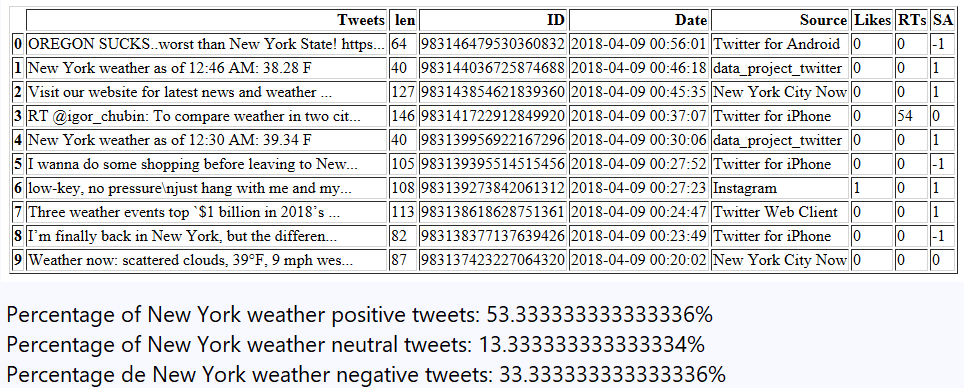 Tweets len ID Date Source Likes RTs SA
0 OREGON SUCKS..worst than New York State! https... 64 983146479530360832 2018-04-09 00:56:01 Twitter for Android 0 0 -1
1 New York weather as of 12:46 AM: 38.28 F 40 983144036725874688 2018-04-09 00:46:18 data_project_twitter 0 0 1
2 Visit our website for latest news and weather ... 127 983143854621839360 2018-04-09 00:45:35 New York City Now 0 0 1
3 RT @igor_chubin: To compare weather in two cit... 146 983141722912849920 2018-04-09 00:37:07 Twitter for iPhone 0 54 0
4 New York weather as of 12:30 AM: 39.34 F 40 983139956922167296 2018-04-09 00:30:06 data_project_twitter 0 0 1
5 I wanna do some shopping before leaving to New... 105 983139395514515456 2018-04-09 00:27:52 Twitter for iPhone 0 0 -1
6 low-key, no pressure\njust hang with me and my... 108 983139273842061312 2018-04-09 00:27:23 Instagram 1 0 1
7 Three weather events top `$1 billion in 2018’s ... 113 983138618628751361 2018-04-09 00:24:47 Twitter Web Client 0 0 1
8 I’m finally back in New York, but the differen... 82 983138377137639426 2018-04-09 00:23:49 Twitter for iPhone 0 0 -1
9 Weather now: scattered clouds, 39°F, 9 mph wes... 87 983137423227064320 2018-04-09 00:20:02 New York City Now 0 0 0
Percentage of New York weather positive tweets: 53.333333333333336%
Percentage of New York weather neutral tweets: 13.333333333333334%
Percentage de New York weather negative tweets: 33.333333333333336%